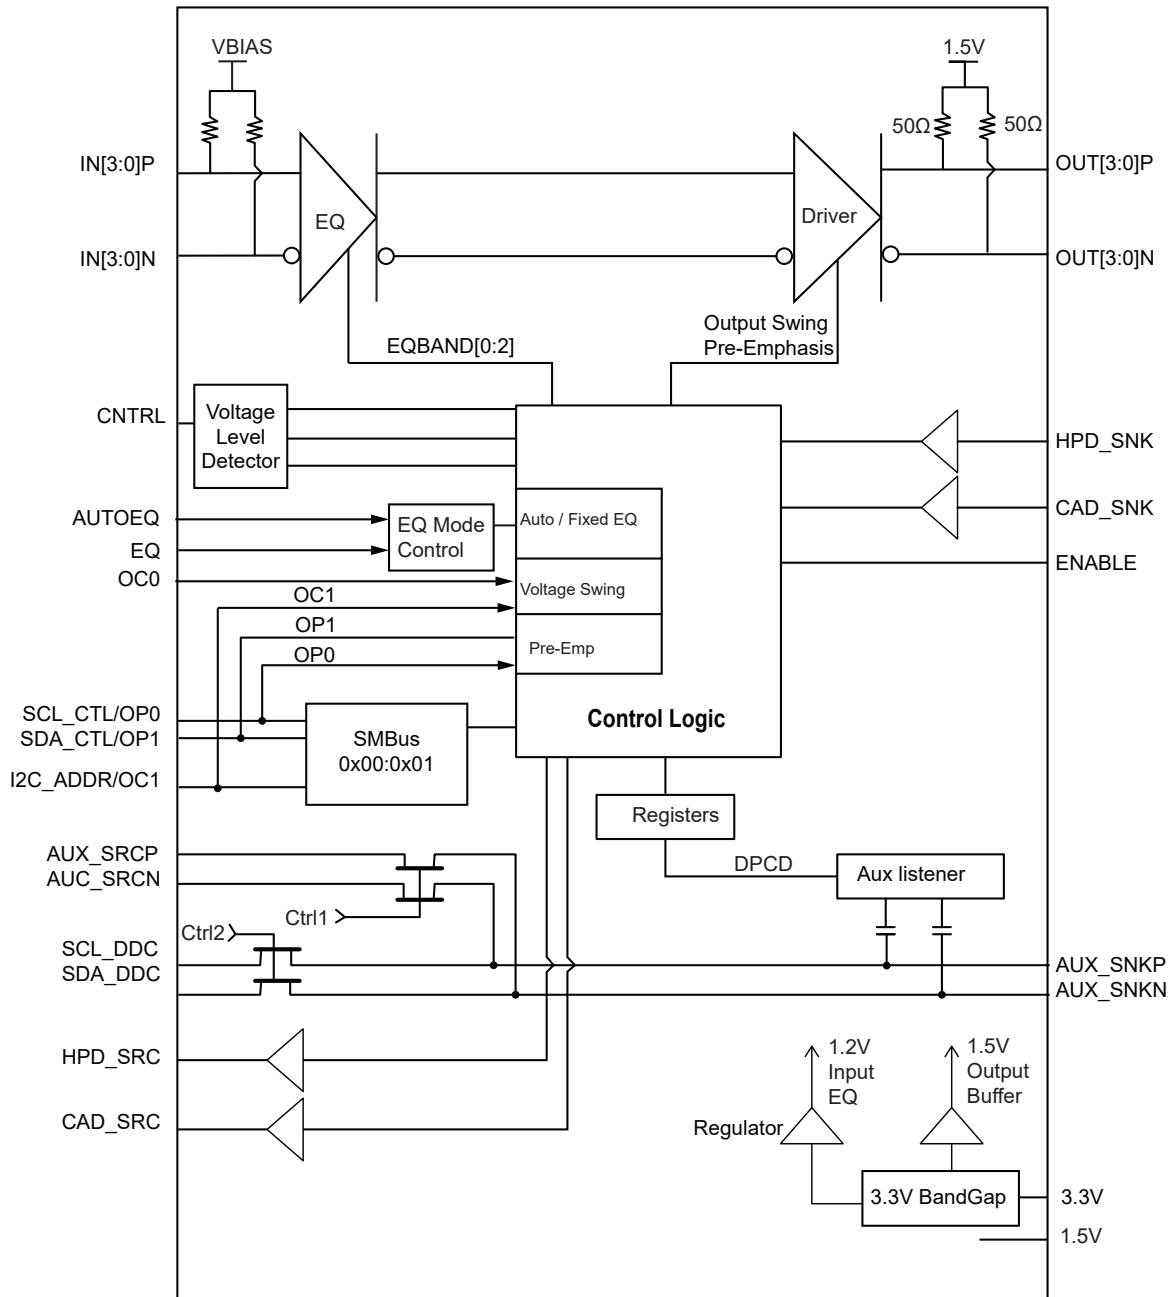 VBIAS
1.5V
50Ω
50Ω
IN[3:0]P
OUT[3:0]P
EQ
Driver
IN[3:0]N
OUT[3:0]N
EQBAND[0:2]
Output Swing
Pre-Emphasis
CNTRL
Voltage
Level
Detector
HPD_SNK
CAD_SNK
ENABLE
AUTOEQ
EQ
EQ Mode
Control
Auto / Fixed EQ
OC0
Voltage Swing
OC1
OP1
Pre-Emp
OP0
SCL_CTL/OP0
SDA_CTL/OP1
I2C_ADDR/OC1
SMBus
0x00:0x01
Control Logic
Registers
DPCD
Aux listener
AUX_SRCP
AUC_SRCN
Ctrl1
Ctrl2
SCL_DDC
SDA_DDC
AUX_SNKP
AUX_SNKN
HPD_SRC
CAD_SRC
1.2V
Input
EQ
1.5V
Output
Buffer
Regulator
3.3V BandGap
3.3V
1.5V